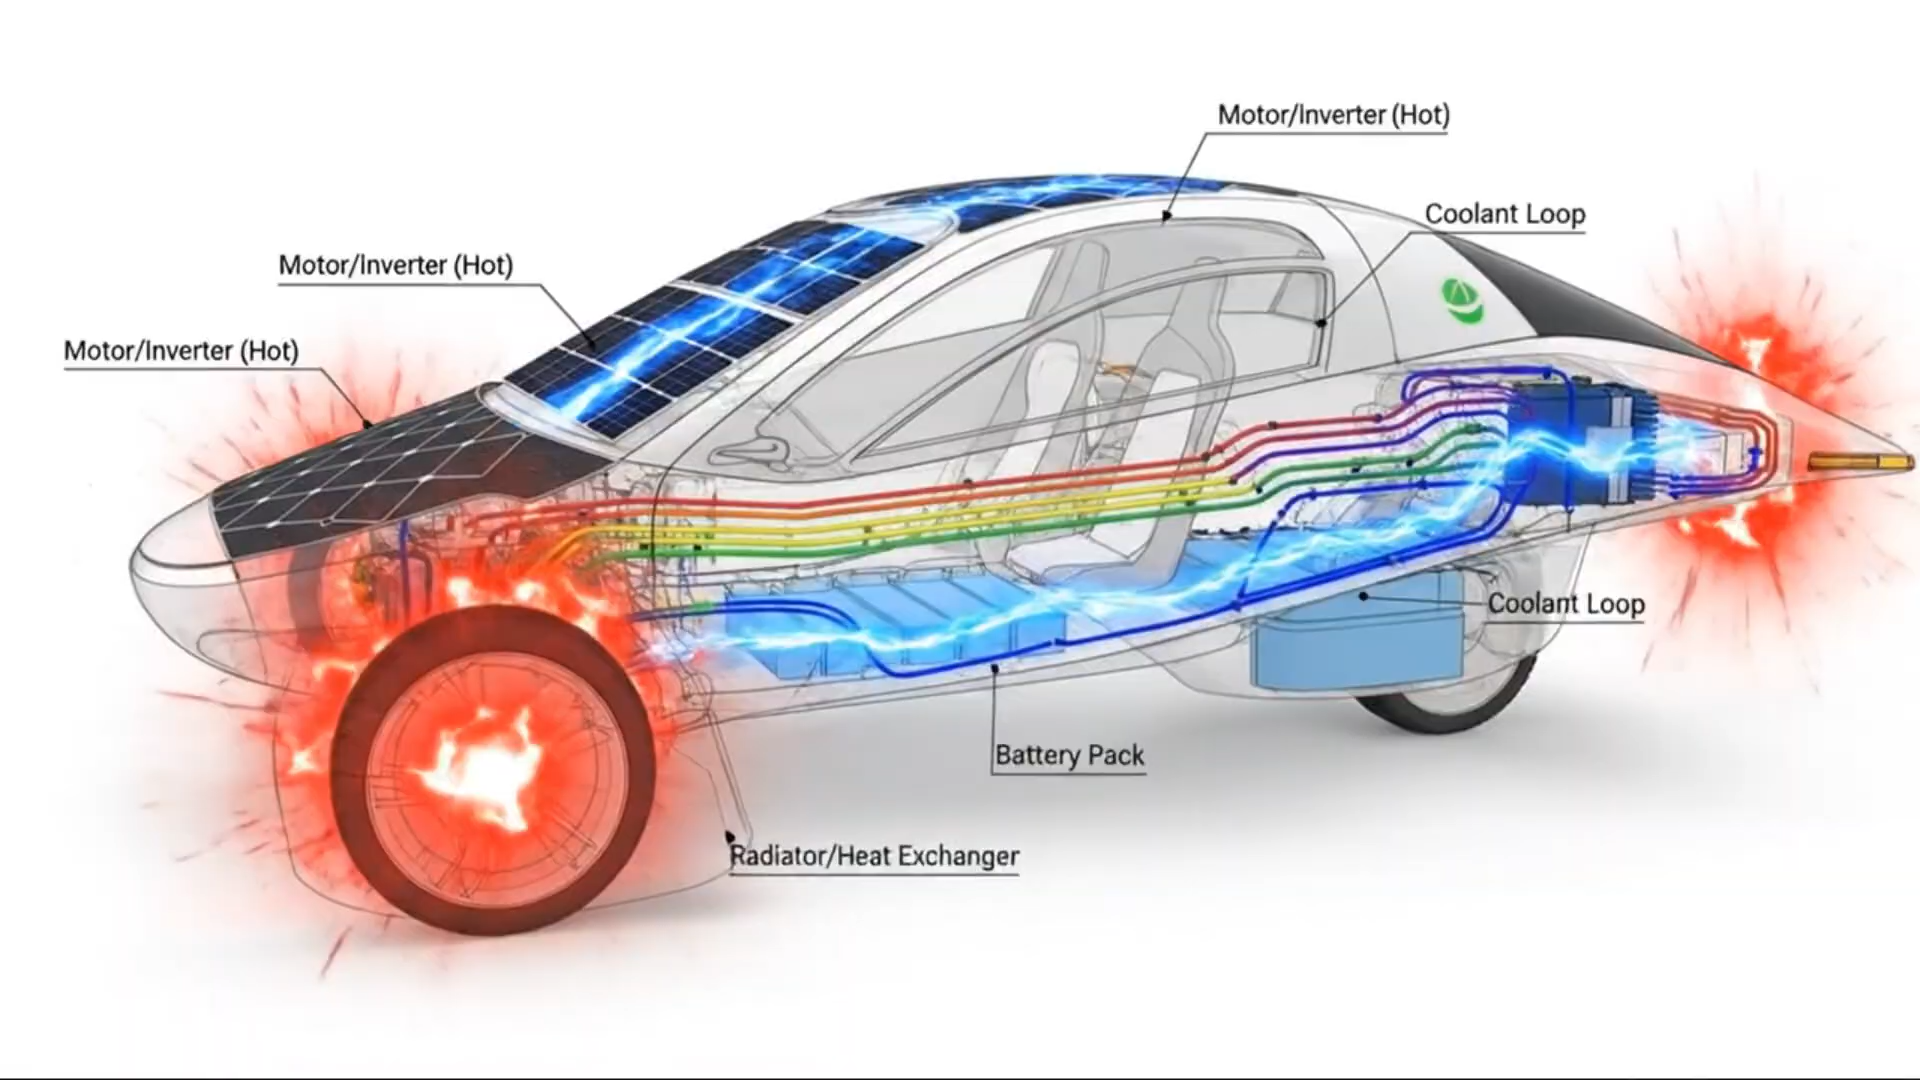 Motor/Inverter (Hot)
Coolant Loop
Motor/Inverter (Hot)
Motor/Inverter (Hot)
Coolant Loop
Battery Pack
Radiator/Heat Exchanger